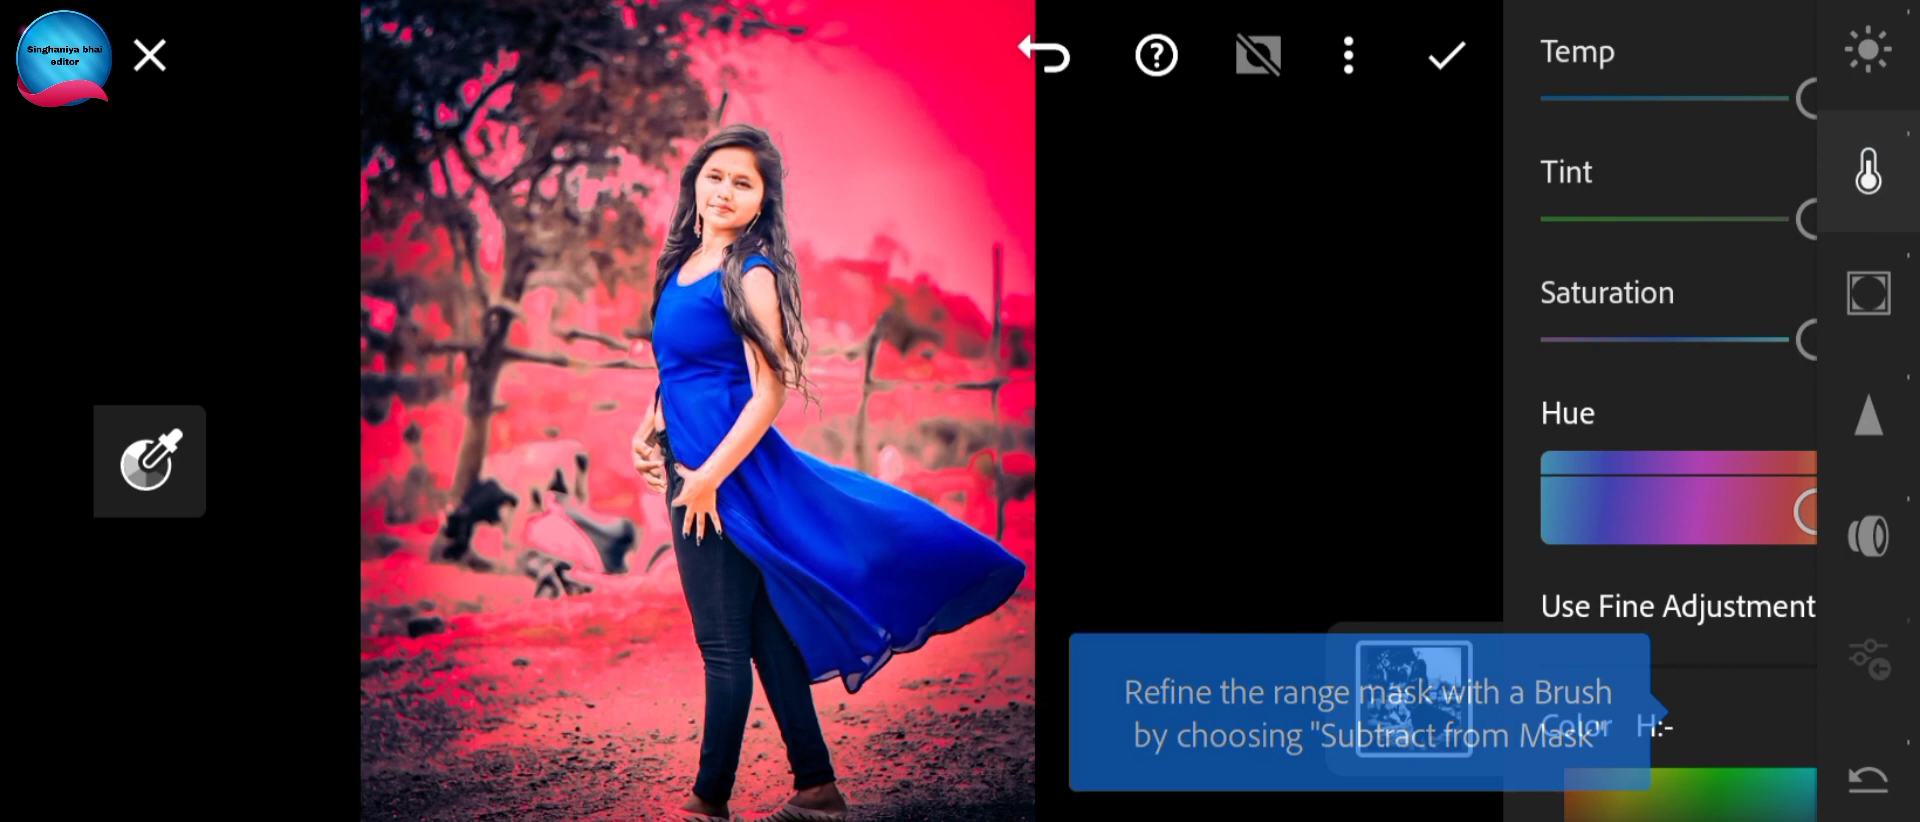 Singhaniya bhai
editor
Temp
Tint
Saturation
Hue
Use Fine Adjustment
Refine the range mask with a Brush
by choosing "Subtract from Mask"
Color H:-